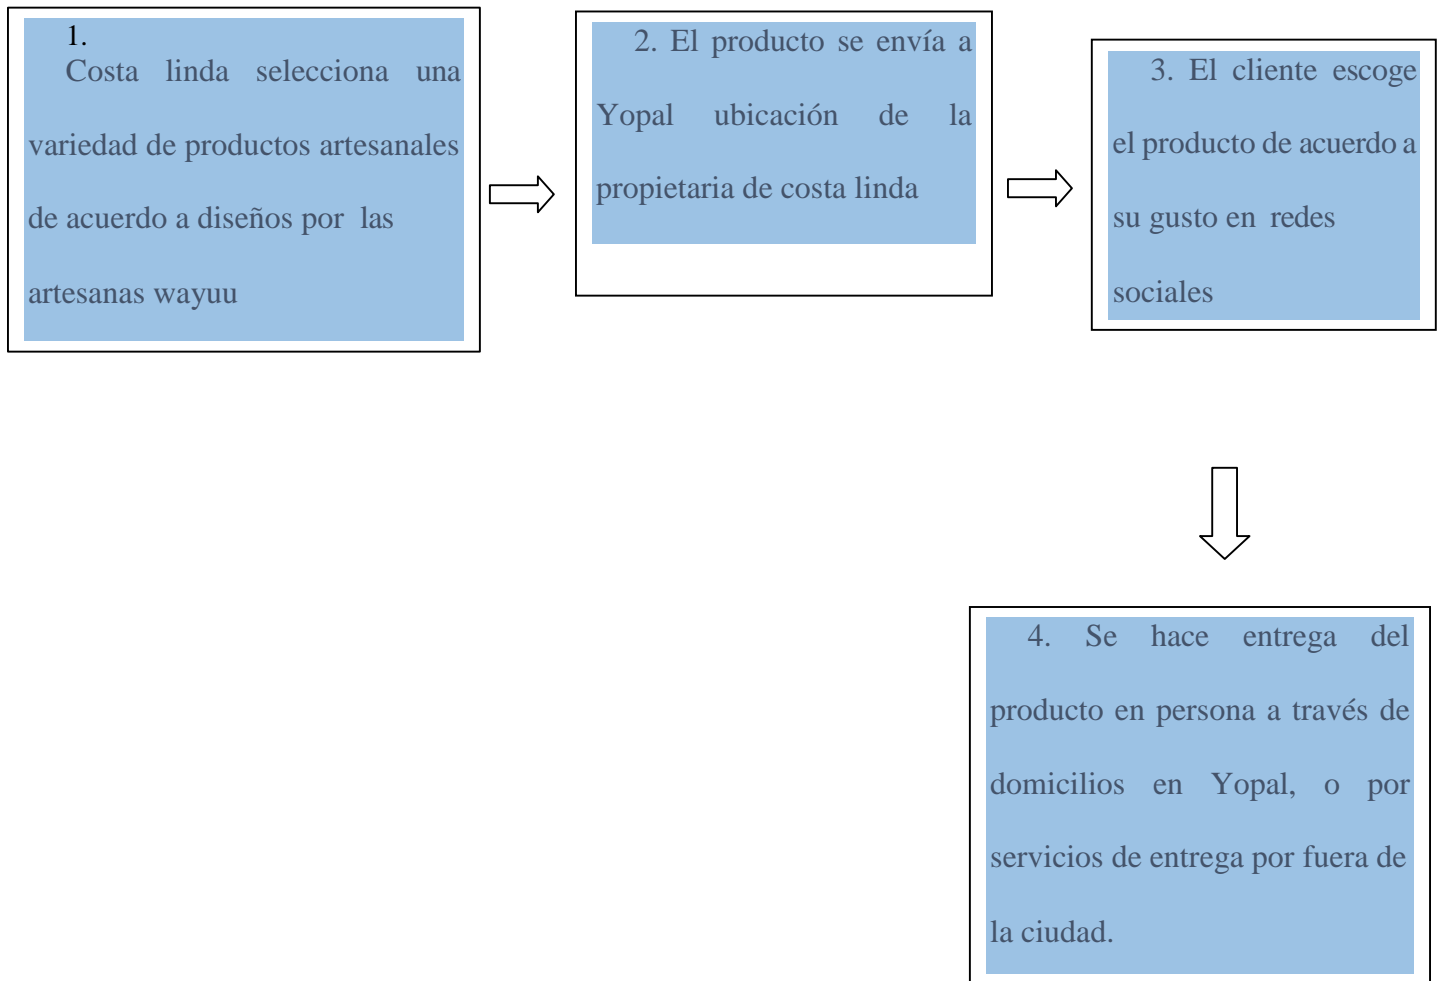 1.
Costa linda selecciona una
variedad de productos artesanales
de acuerdo a diseños por las
artesanas wayuu
2. El producto se envía a
Yopal ubicación de la
propietaria de costa linda
3. El cliente escoge
el producto de acuerdo a
su gusto en redes
sociales
4. Se hace entrega del
producto en persona a través de
domicilios en Yopal, o por
servicios de entrega por fuera de
la ciudad.